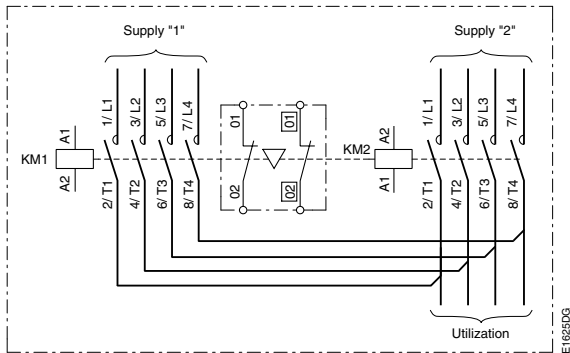 Supply "1"
Supply "2"
1/ L1
3/ L2
5/ L3
7/ L4
01
01
1/ L1
3/ L2
5/ L3
7/ L4
A1
KM1
A2
A2
KM2
A1
2/ T1
4/ T2
6/ T3
8/ T4
02
02
2/ T1
4/ T2
6/ T3
8/ T4
Utilization
E1625DG